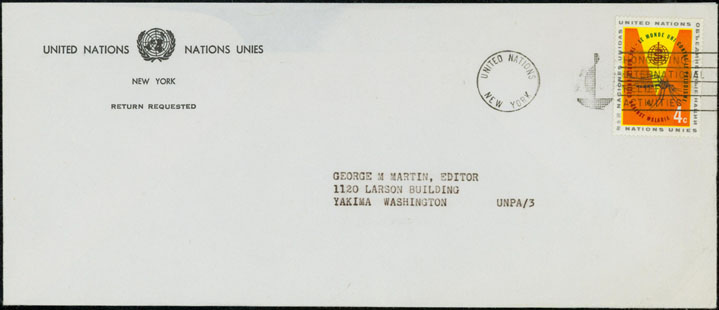 UNITED NATIONS NATIONS UNIES
NEW YORK
RETURN REQUESTED
UNITED NATIONS
NEW YORK
UNITED NATIONS
NATIONS UNIES
4c
GEORGE M MARTIN, EDITOR
1120 LARSON BUILDING
YAKIMA WASHINGTON UNPA/3